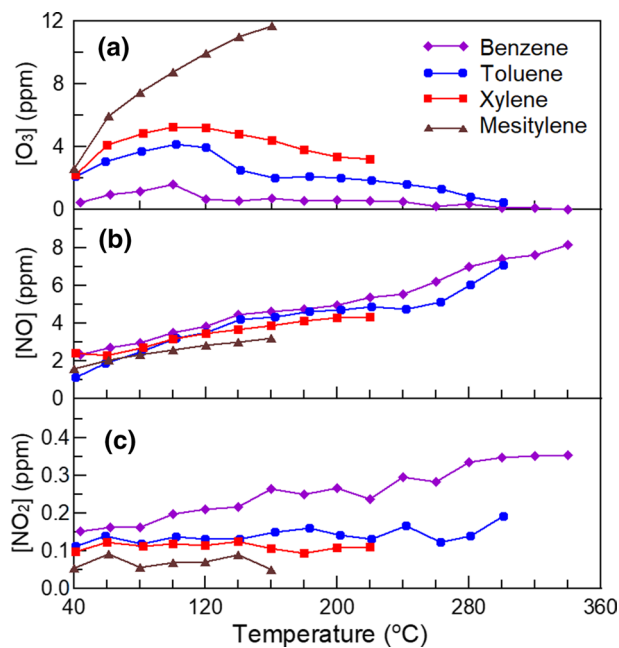 (a)
Benzene
Toluene
Xylene
Mesitylene
[O₃] (ppm)
12
8
4
0
(b)
[NO] (ppm)
8
6
4
2
0
(c)
[NO₂] (ppm)
0.4
0.3
0.2
0.1
0.0
40 120 200 280 360
Temperature (ºC)